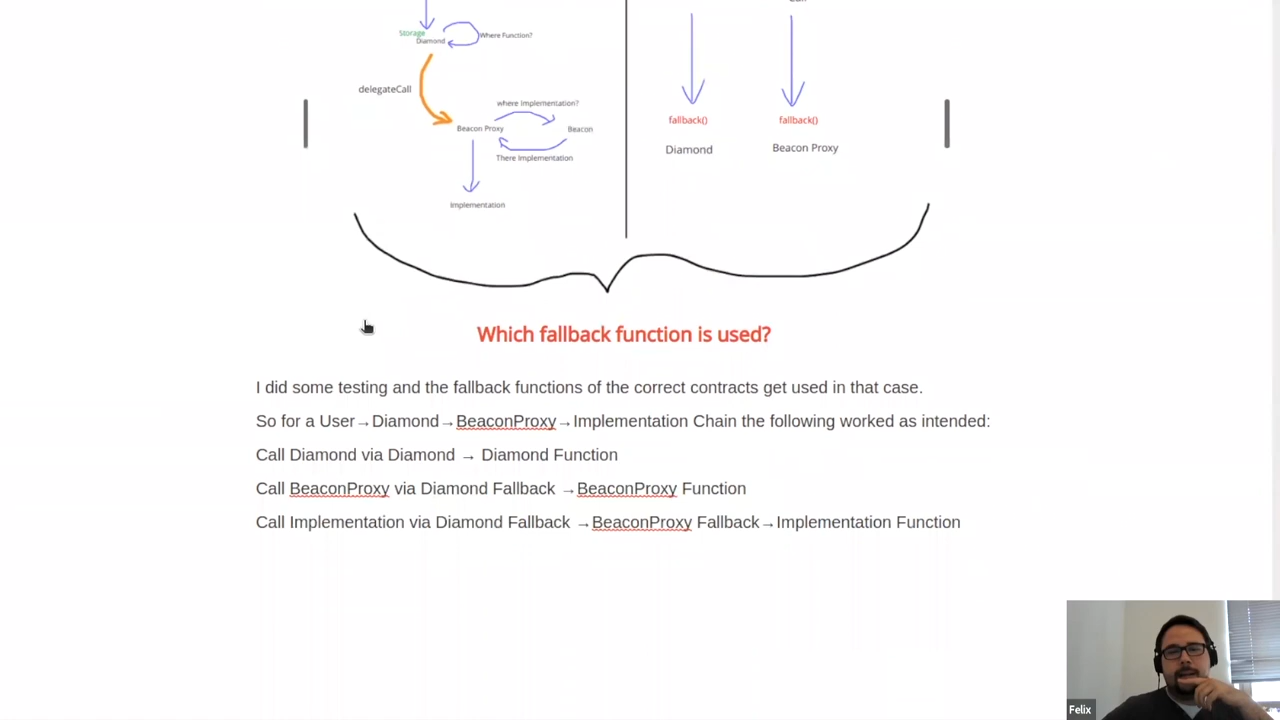 Storage
Diamond
Where Function?
delegateCall
where Implementation?
Beacon Proxy
Beacon
There Implementation
Implementation
fallback()
fallback()
Diamond
Beacon Proxy
Which fallback function is used?
I did some testing and the fallback functions of the correct contracts get used in that case.
So for a User→Diamond→BeaconProxy→Implementation Chain the following worked as intended:
Call Diamond via Diamond → Diamond Function
Call BeaconProxy via Diamond Fallback →BeaconProxy Function
Call Implementation via Diamond Fallback →BeaconProxy Fallback→Implementation Function
Felix